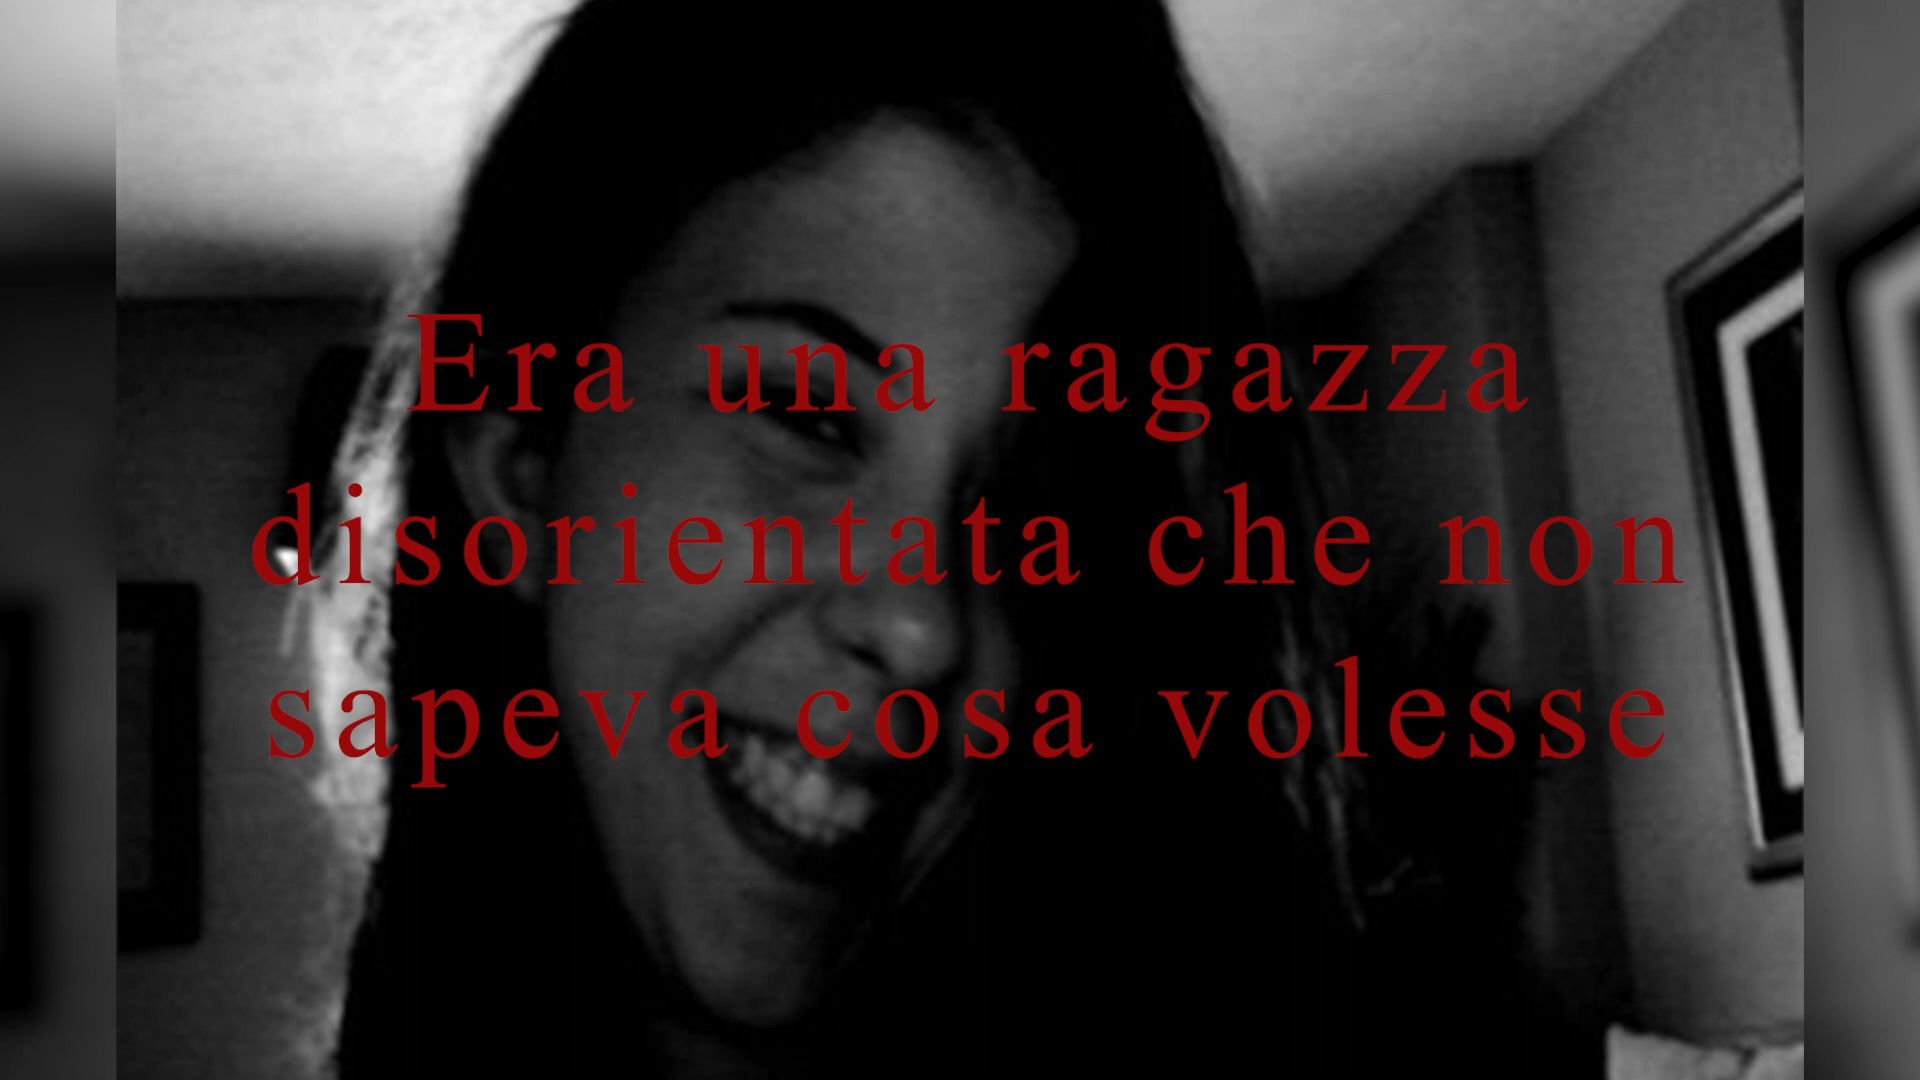 Era una ragazza
disorientata che non
sapeva cosa volesse